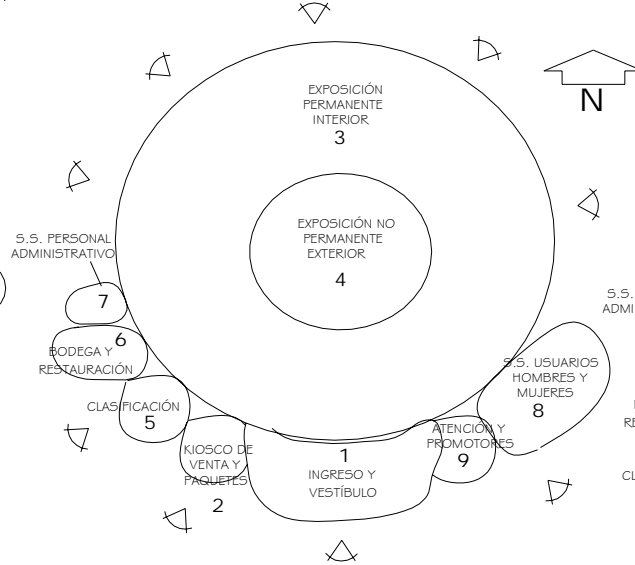 EXPOSICIÓN
PERMANENTE
INTERIOR
3
N
EXPOSICIÓN NO
PERMANENTE
EXTERIOR
4
S.S. PERSONAL
ADMINISTRATIVO
7
6
BODEGA Y
RESTAURACIÓN
CLASIFICACIÓN
5
KIOSCO DE
VENTA Y
PAQUETES
2
1
INGRESO Y
VESTÍBULO
ATENCIÓN Y
PROMOTORES
9
S.S. USUARIOS
HOMBRES Y
MUJERES
8
S.S.